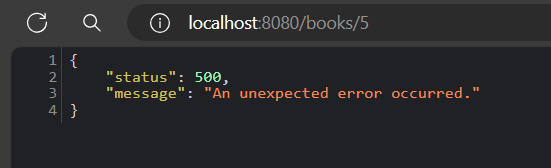 localhost:8080/books/5
1 {
2     "status": 500,
3     "message": "An unexpected error occurred."
4 }